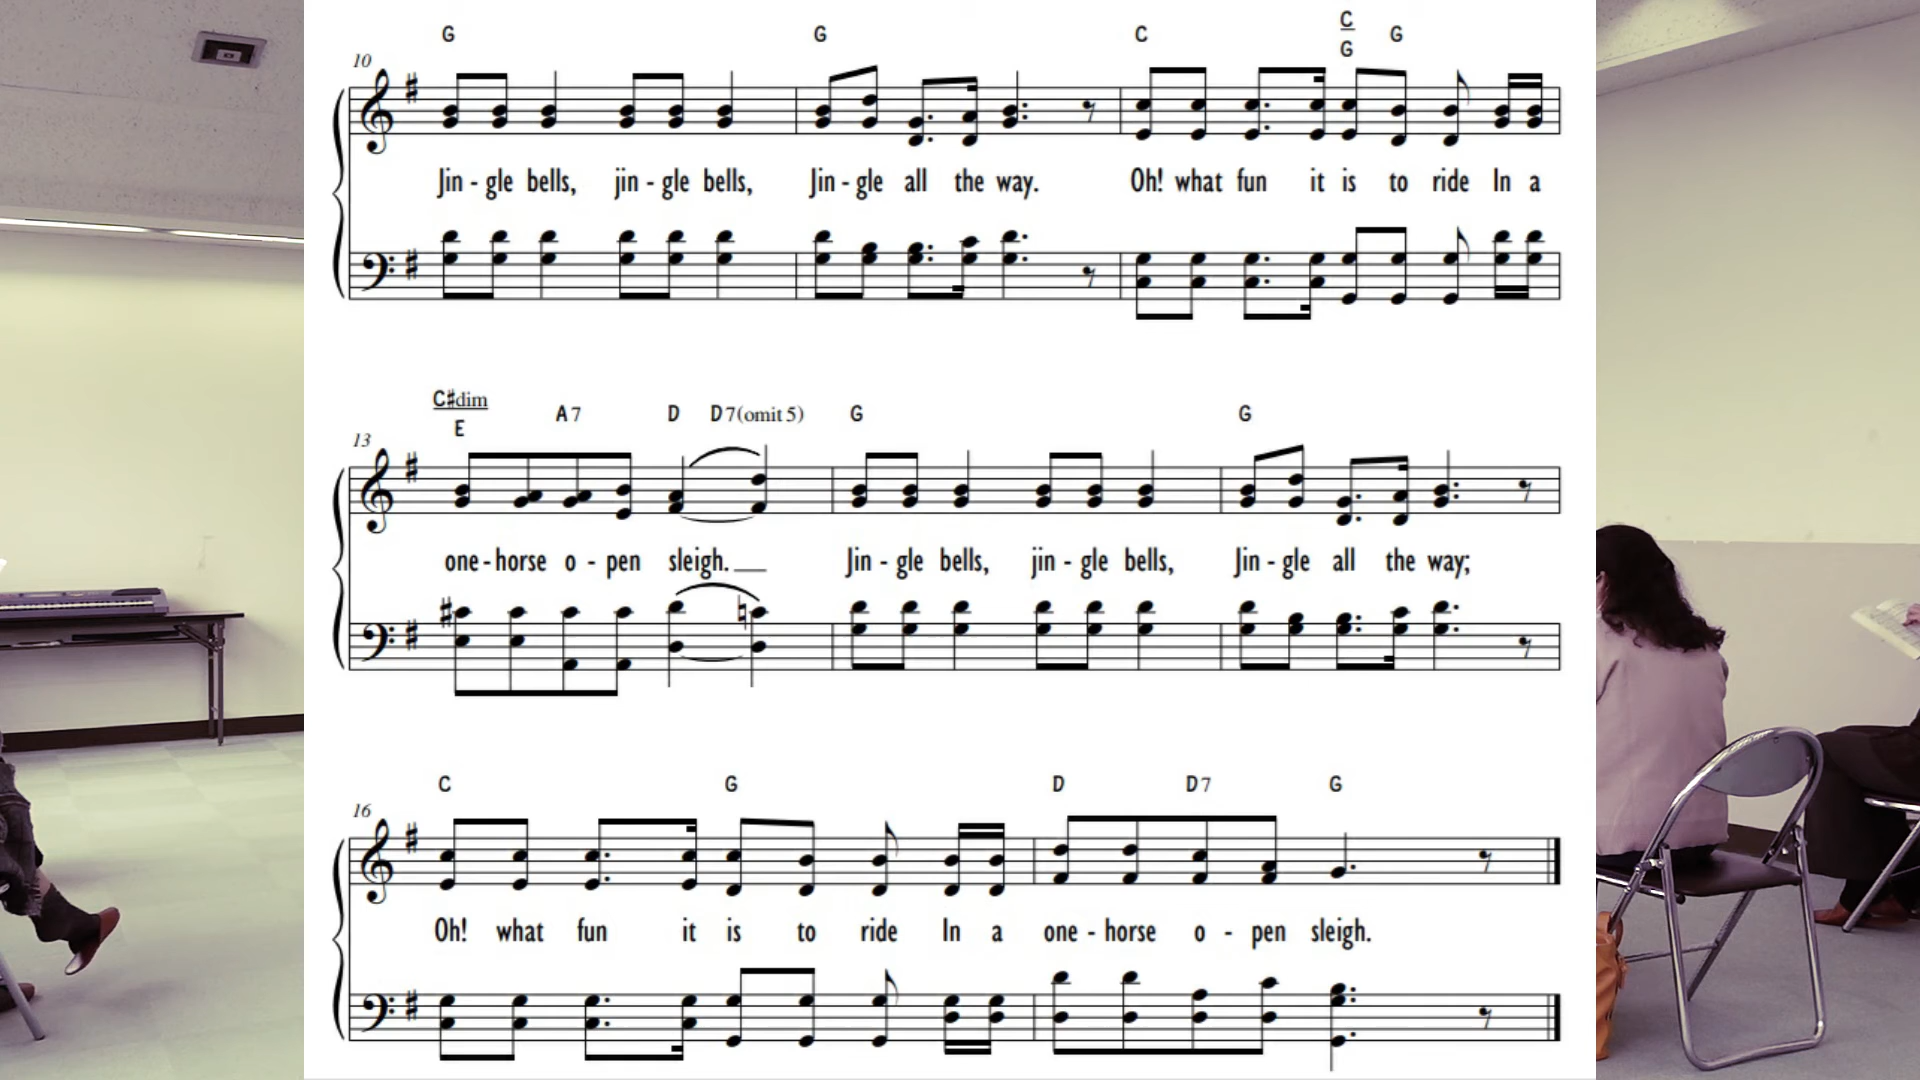 G G C C G
G
10
Jin - gle bells, jin - gle bells, Jin - gle all the way. Oh! what fun it is to ride In a
C#dim
E A7 D D7(omit 5) G G
13
one - horse o - pen sleigh. Jin - gle bells, jin - gle bells, Jin - gle all the way;
C G D D7 G
16
Oh! what fun it is to ride In a one - horse o - pen sleigh.